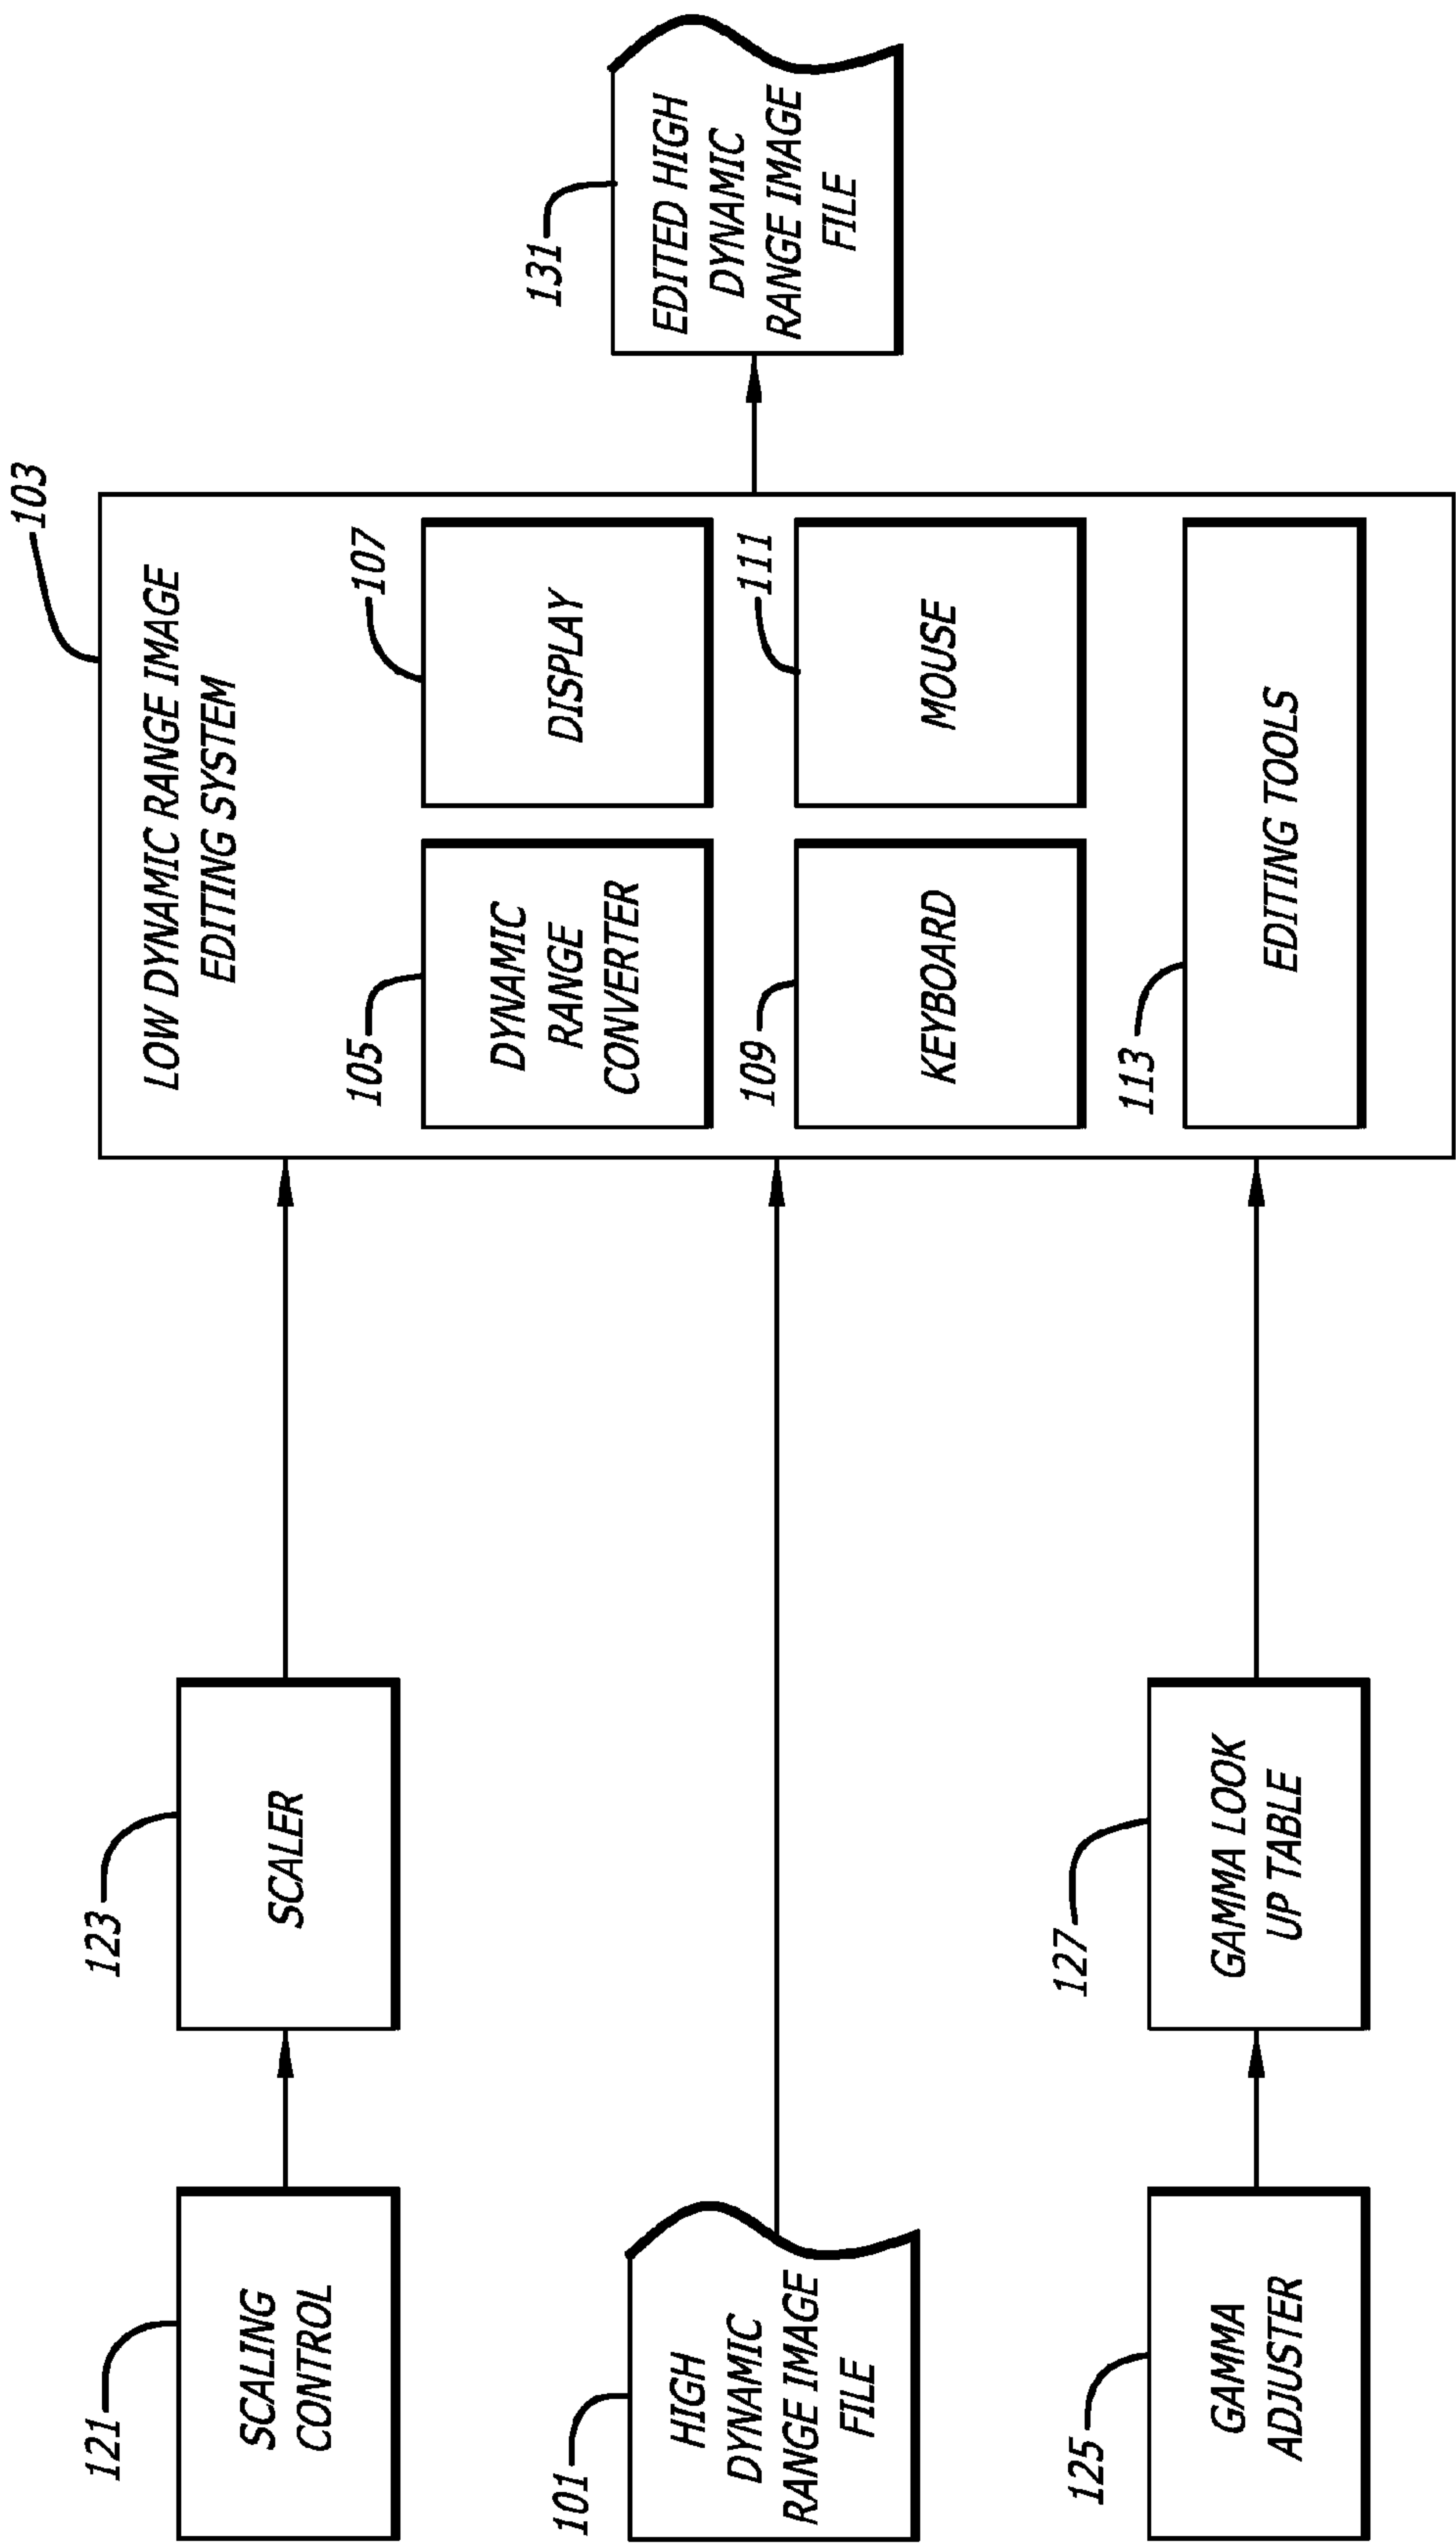 121
SCALING
CONTROL
123
SCALER
101
HIGH
DYNAMIC
RANGE IMAGE
FILE
125
GAMMA
ADJUSTER
127
GAMMA LOOK
UP TABLE
103
LOW DYNAMIC RANGE IMAGE
EDITING SYSTEM
105
DYNAMIC
RANGE
CONVERTER
107
DISPLAY
109
KEYBOARD
111
MOUSE
113
EDITING TOOLS
131
EDITED HIGH
DYNAMIC
RANGE IMAGE
FILE